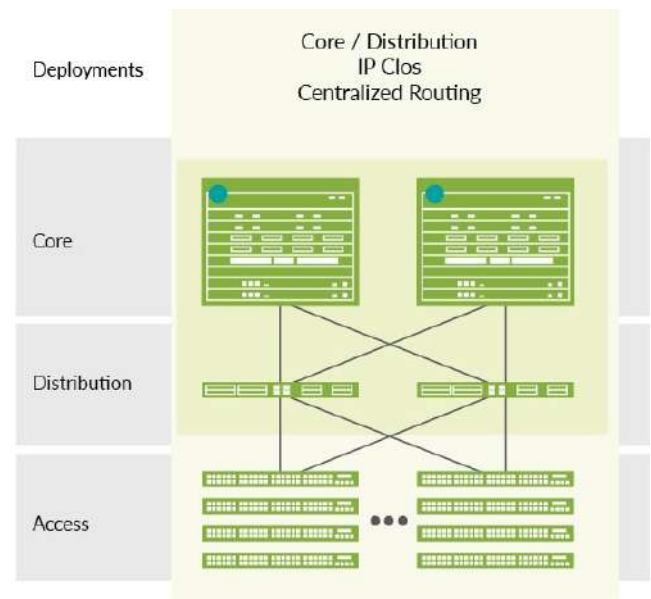 Deployments
Core / Distribution
IP Clos
Centralized Routing
Core
Distribution
Access